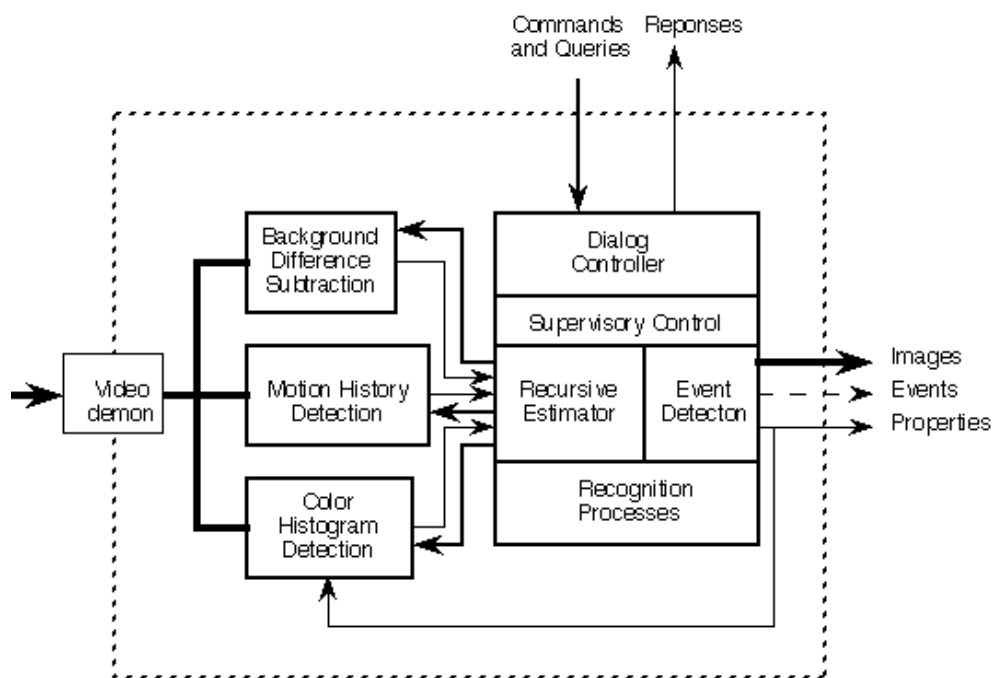 Commands
and Queries
Reponses
Background
Difference
Subtraction
Dialog
Controller
Supervisory Control
Video
demon
Motion History
Detection
Recursive
Estimator
Event
Detecton
Images
Events
Properties
Color
Histogram
Detection
Recognition
Processes